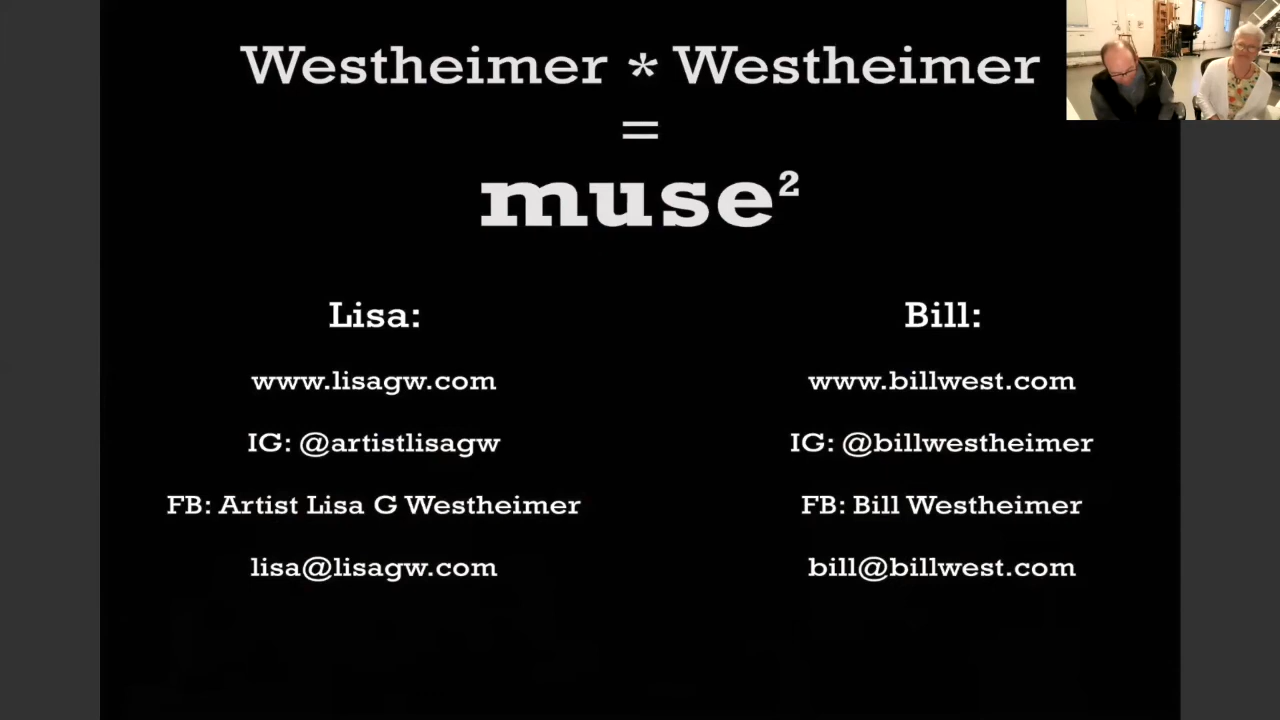 Westheimer * Westheimer
=
muse²
Lisa:
www.lisagw.com
IG: @artistlisagw
FB: Artist Lisa G Westheimer
lisa@lisagw.com
Bill:
www.billwest.com
IG: @billwestheimer
FB: Bill Westheimer
bill@billwest.com